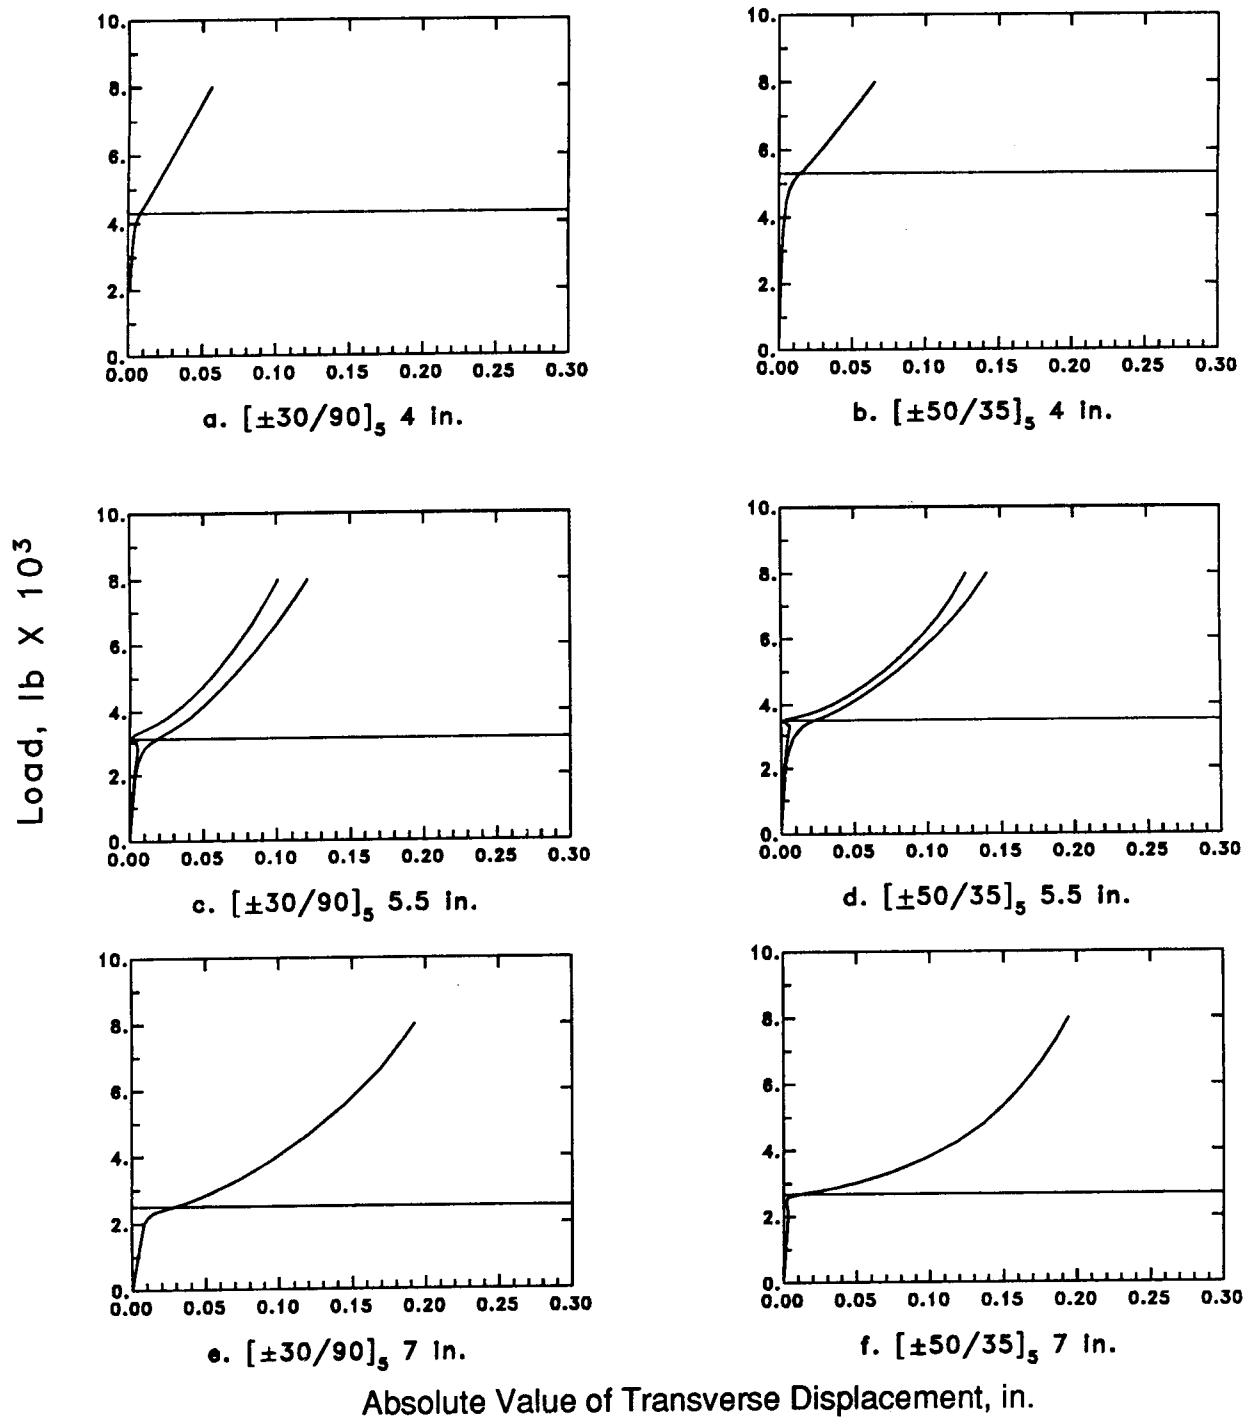 10.
8.
6.
4.
2.
0.
0.00 0.05 0.10 0.15 0.20 0.25 0.30
a. [±30/90]5 4 in.
10.
8.
6.
4.
2.
0.
0.00 0.05 0.10 0.15 0.20 0.25 0.30
b. [±50/35]5 4 in.
Load, lb X 10³
10.
8.
6.
4.
2.
0.
0.00 0.05 0.10 0.15 0.20 0.25 0.30
c. [±30/90]5 5.5 in.
10.
8.
6.
4.
2.
0.
0.00 0.05 0.10 0.15 0.20 0.25 0.30
d. [±50/35]5 5.5 in.
10.
8.
6.
4.
2.
0.
0.00 0.05 0.10 0.15 0.20 0.25 0.30
e. [±30/90]5 7 in.
10.
8.
6.
4.
2.
0.
0.00 0.05 0.10 0.15 0.20 0.25 0.30
f. [±50/35]5 7 in.
Absolute Value of Transverse Displacement, in.